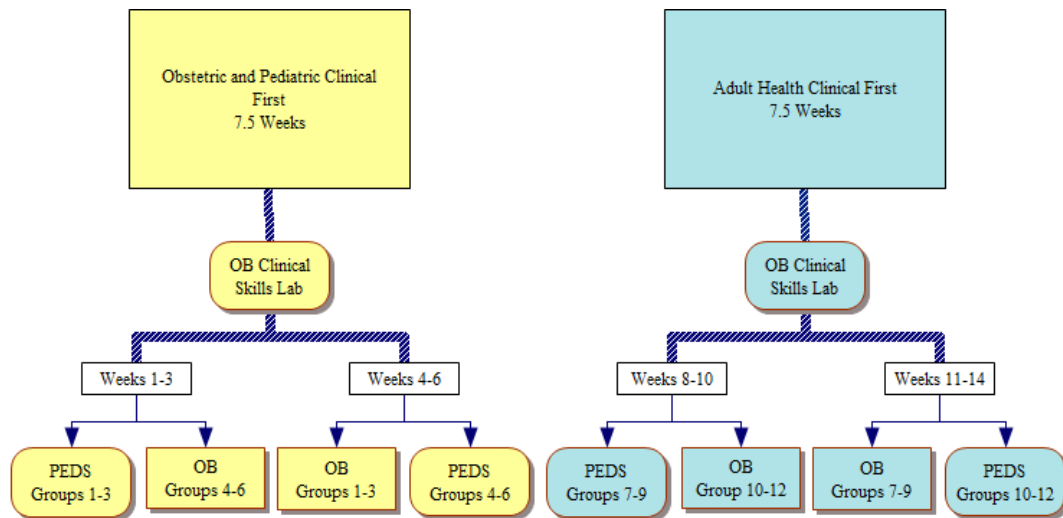 Obstetric and Pediatric Clinical
First
7.5 Weeks
Adult Health Clinical First
7.5 Weeks
OB Clinical
Skills Lab
OB Clinical
Skills Lab
Weeks 1-3
Weeks 4-6
Weeks 8-10
Weeks 11-14
PEDS
Groups 1-3
OB
Groups 4-6
OB
Groups 1-3
PEDS
Groups 4-6
PEDS
Groups 7-9
OB
Group 10-12
OB
Groups 7-9
PEDS
Groups 10-12